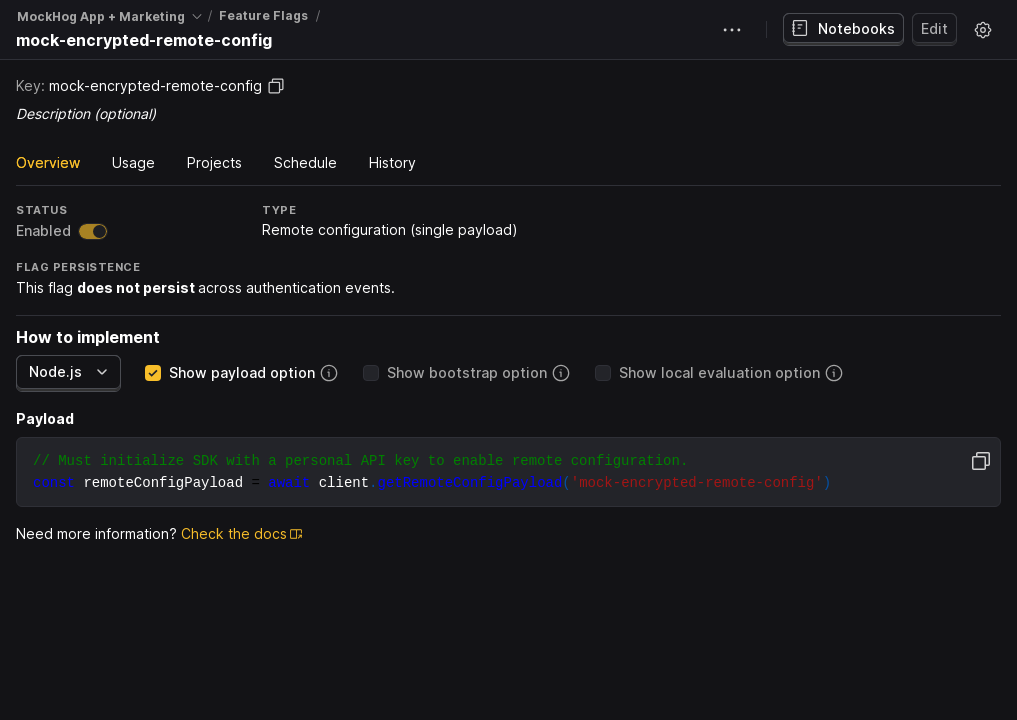 MockHog App + Marketing / Feature Flags /
mock-encrypted-remote-config
Notebooks
Edit
Key: mock-encrypted-remote-config
Description (optional)
Overview Usage Projects Schedule History
STATUS
Enabled
TYPE
Remote configuration (single payload)
FLAG PERSISTENCE
This flag does not persist across authentication events.
How to implement
Node.js
Show payload option
Show bootstrap option
Show local evaluation option
Payload
// Must initialize SDK with a personal API key to enable remote configuration.
const remoteConfigPayload = await client.getRemoteConfigPayload('mock-encrypted-remote-config')
Need more information? Check the docs